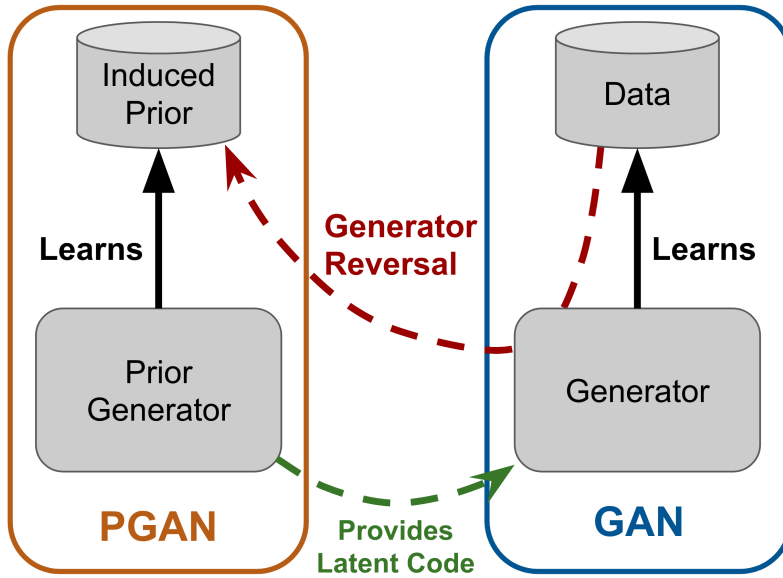 Induced
Prior
Learns
Prior
Generator
PGAN
Generator
Reversal
Provides
Latent Code
Data
Learns
Generator
GAN